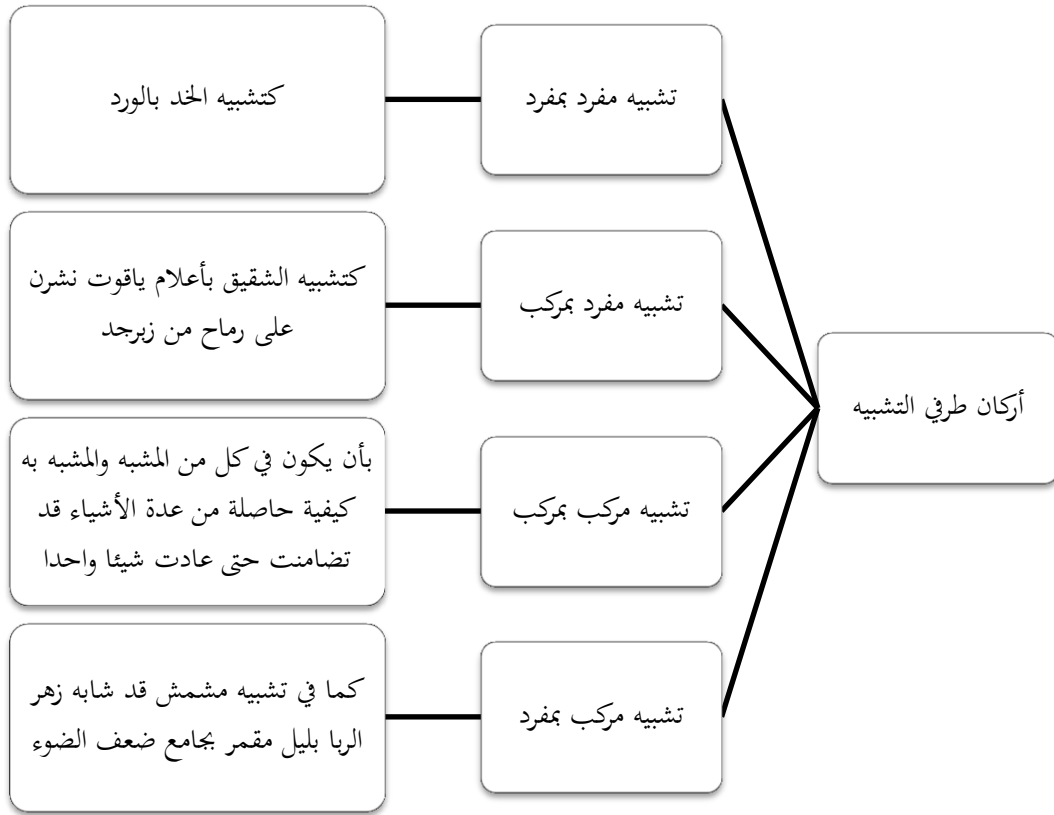 أركان طرفي التشبيه
تشبيه مفرد بمفرد
كتشبيه الخد بالورد
تشبيه مفرد بمركب
كتشبيه الشقيق بأعلام ياقوت نشرن
على رماح من زبرجد
تشبيه مركب بمركب
بأن يكون في كل من المشبه والمشبه به
كيفية حاصلة من عدة الأشياء قد
تضامنت حتى عادت شيئا واحدا
تشبيه مركب بمفرد
كما في تشبيه مشمش قد شابه زهر
الربا بليل مقمر بجامع ضعف الضوء